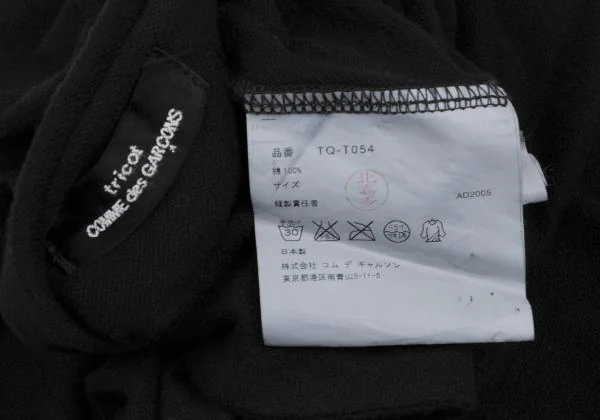 tricot
COMME des GARÇONS
品番 TQ-T054
綿100%
サイズ
縫製責任者
AD2005
30
日本製
株式会社 コム デ ギャルソン
東京都港区南青山5-11-5